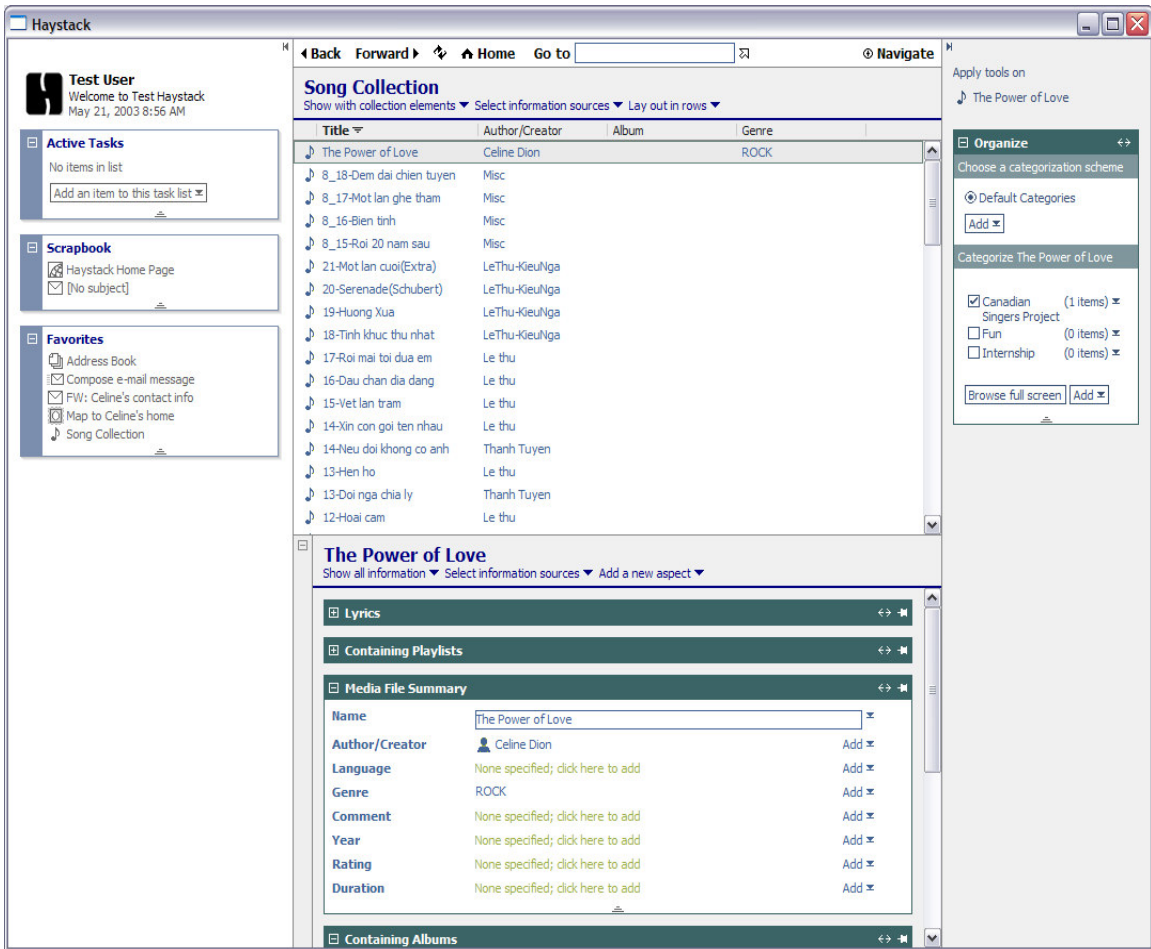 Haystack
Test User
Welcome to Test Haystack
May 21, 2003 8:56 AM
Active Tasks
No items in list
Add an item to this task list
Scrapbook
Haystack Home Page
[No subject]
Favorites
Address Book
Compose e-mail message
FW: Celine's contact info
Map to Celine's home
Song Collection
Back Forward Home Go to Navigate
Song Collection
Show with collection elements Select information sources Lay out in rows
Title Author/Creator Album Genre
The Power of Love Celine Dion ROCK
8_18-Dem dai chien tuyen Misc
8_17-Mot lan ghe tham Misc
8_16-Bien tinh Misc
8_15-Roi 20 nam sau Misc
21-Mot lan cuoi(Extra) LeThu-KieuNga
20-Serenade(Schubert) LeThu-KieuNga
19-Huong Xua LeThu-KieuNga
18-Tinh khuc thu nhat LeThu-KieuNga
17-Roi mai toi dua em Le thu
16-Dau chan dia dang Le thu
15-Vet lan tram Le thu
14-Xin con goi ten nhau Le thu
14-Neu doi khong co anh Thanh Tuyen
13-Hen ho Le thu
13-Doi nga chia ly Thanh Tuyen
12-Hoai cam Le thu
The Power of Love
Show all information Select information sources Add a new aspect
Lyrics
Containing Playlists
Media File Summary
Name The Power of Love
Author/Creator Celine Dion Add
Language None specified; click here to add Add
Genre ROCK Add
Comment None specified; click here to add Add
Year None specified; click here to add Add
Rating None specified; click here to add Add
Duration None specified; click here to add Add
Containing Albums
Apply tools on
The Power of Love
Organize
Choose a categorization scheme
Default Categories
Add
Categorize The Power of Love
Canadian (1 items)
Singers Project
Fun (0 items)
Internship (0 items)
Browse full screen Add